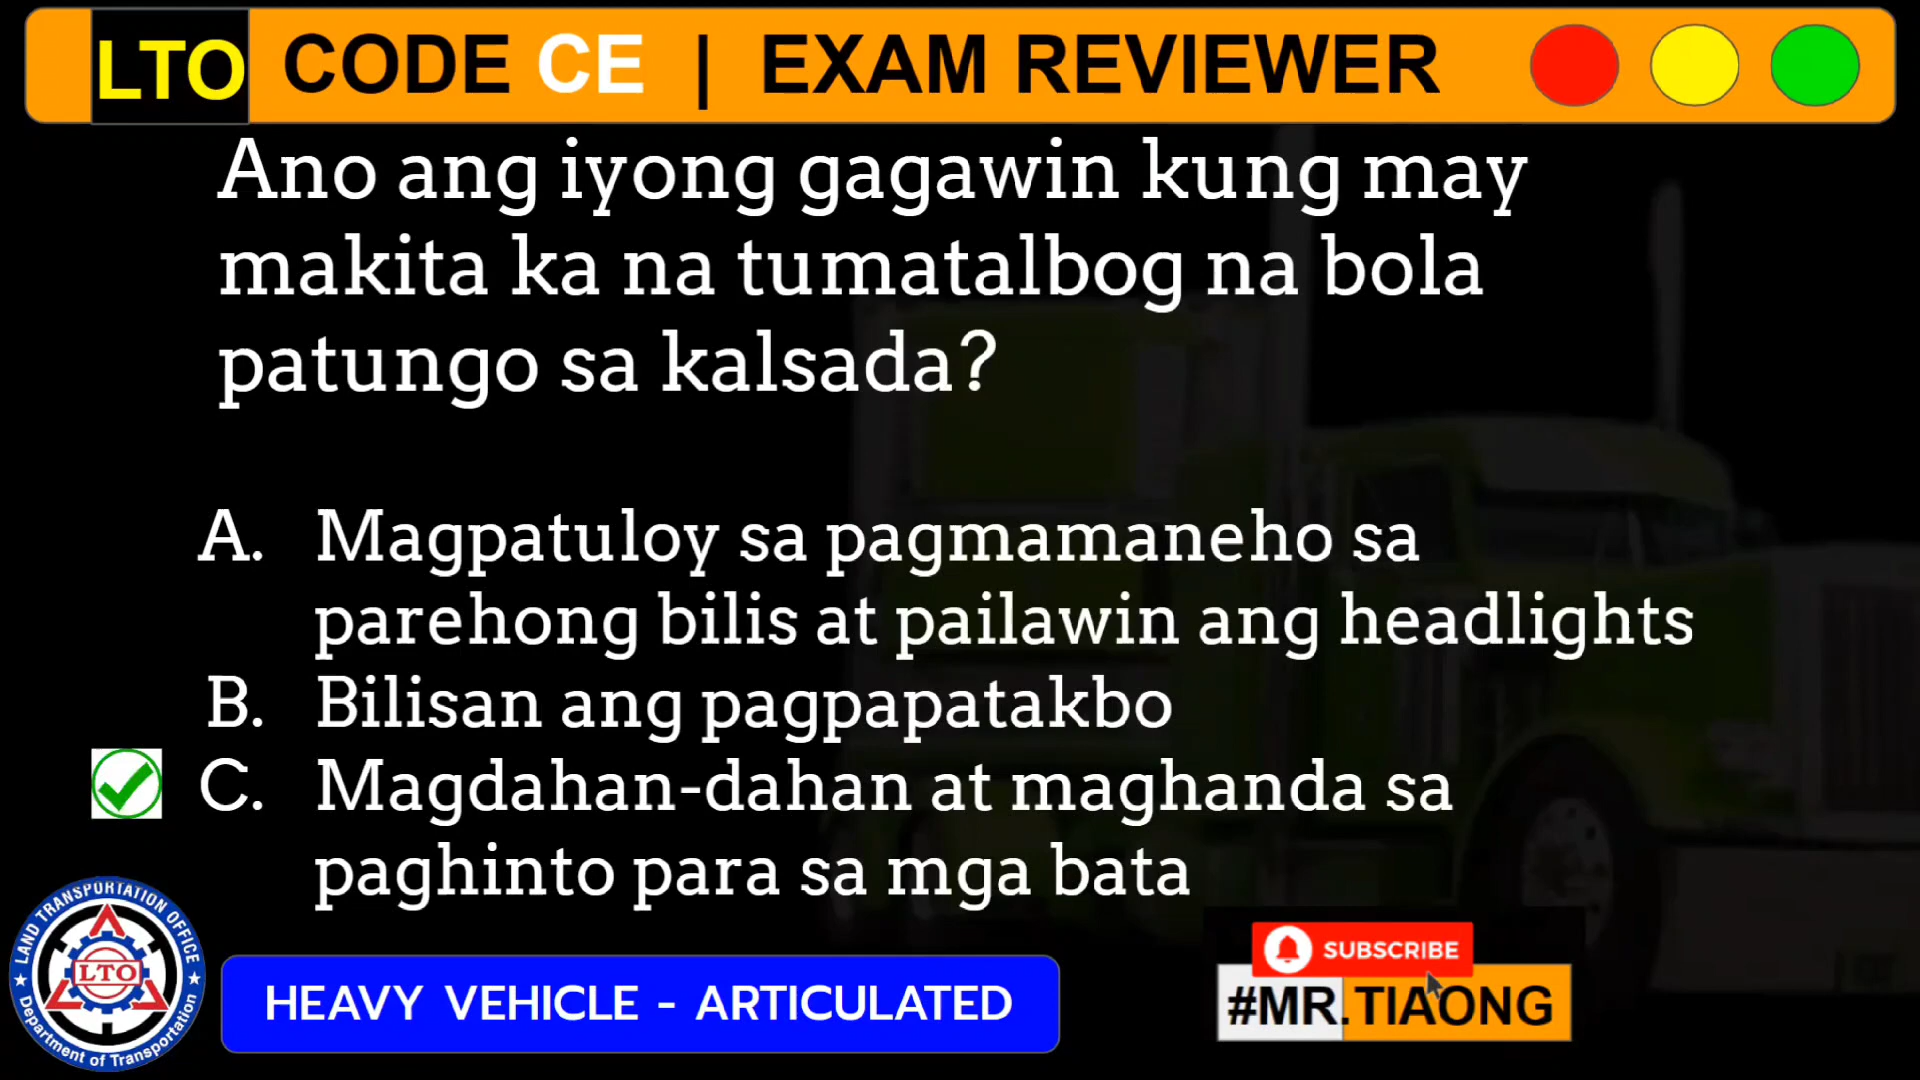 LTO CODE CE | EXAM REVIEWER
Ano ang iyong gagawin kung may
makita ka na tumatalbog na bola
patungo sa kalsada?
A. Magpatuloy sa pagmamaneho sa
parehong bilis at pailawin ang headlights
B. Bilisan ang pagpapatakbo
C. Magdahan-dahan at maghanda sa
paghinto para sa mga bata
LAND TRANSPORTATION OFFICE
LTO
Department of Transportation
HEAVY VEHICLE - ARTICULATED
SUBSCRIBE
#MR.TIAONG